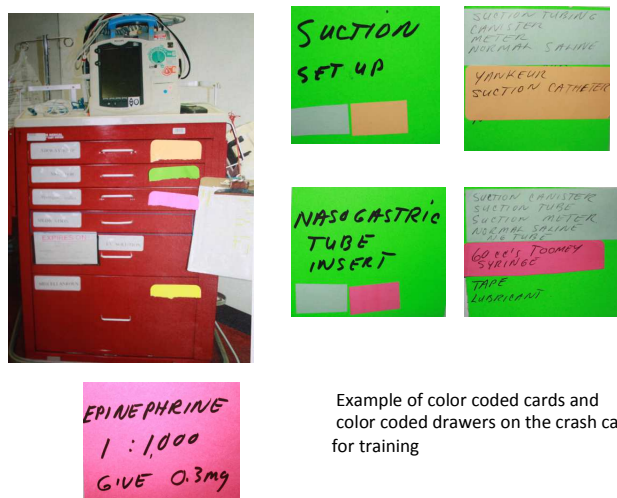 SUCTION
SET UP
SUCTION TUBING
CANISTER
METER
NORMAL SALINE
YANKEUR
SUCTION CATHETER
NASOGASTRIC
TUBE
INSERT
SUCTION CANISTER
SUCTION TUBE
SUCTION METER
NORMAL SALINE
NG TUBE
60 cc's TOOMEY
SYRINGE
TAPE
LUBRICANT
EPINEPHRINE
1 : 1,000
GIVE 0.3mg
Example of color coded cards and
color coded drawers on the crash ca
for training